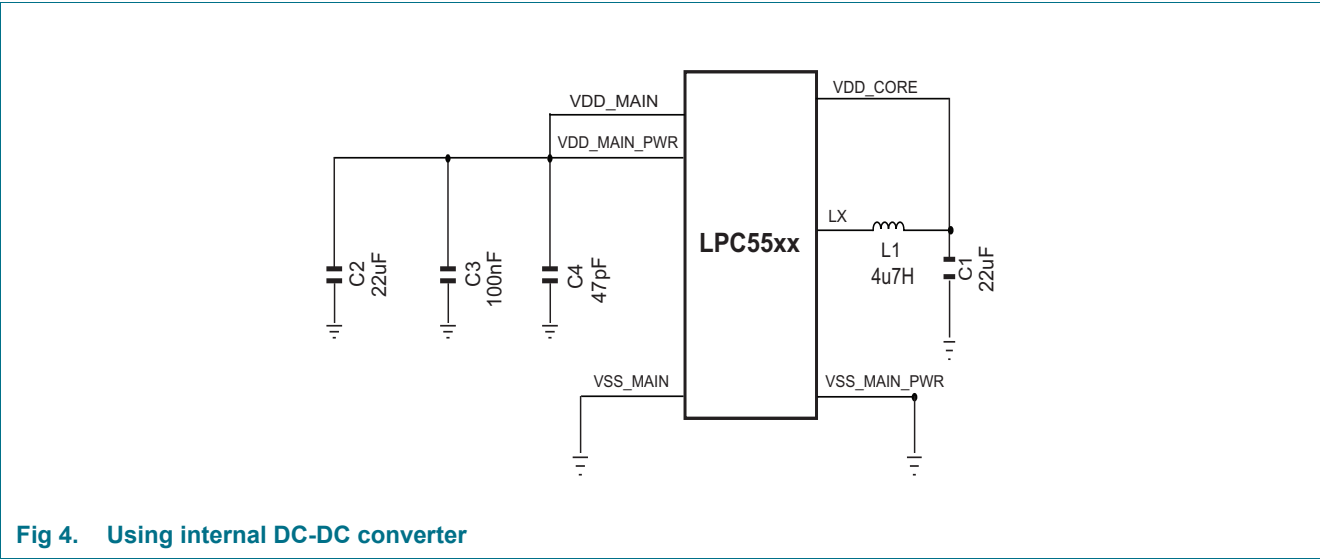 VDD_MAIN
VDD_MAIN_PWR
VDD_CORE
LPC55xx
LX
L1
4u7H
C1
22uF
C2
22uF
C3
100nF
C4
47pF
VSS_MAIN
VSS_MAIN_PWR
Fig 4. Using internal DC-DC converter